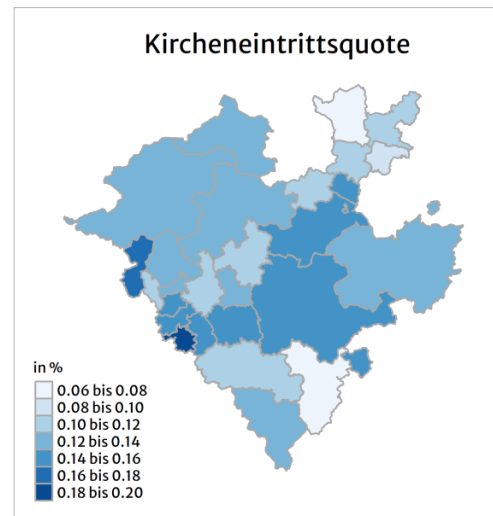 Kircheneintrittsquote
in %
0.06 bis 0.08
0.08 bis 0.10
0.10 bis 0.12
0.12 bis 0.14
0.14 bis 0.16
0.16 bis 0.18
0.18 bis 0.20